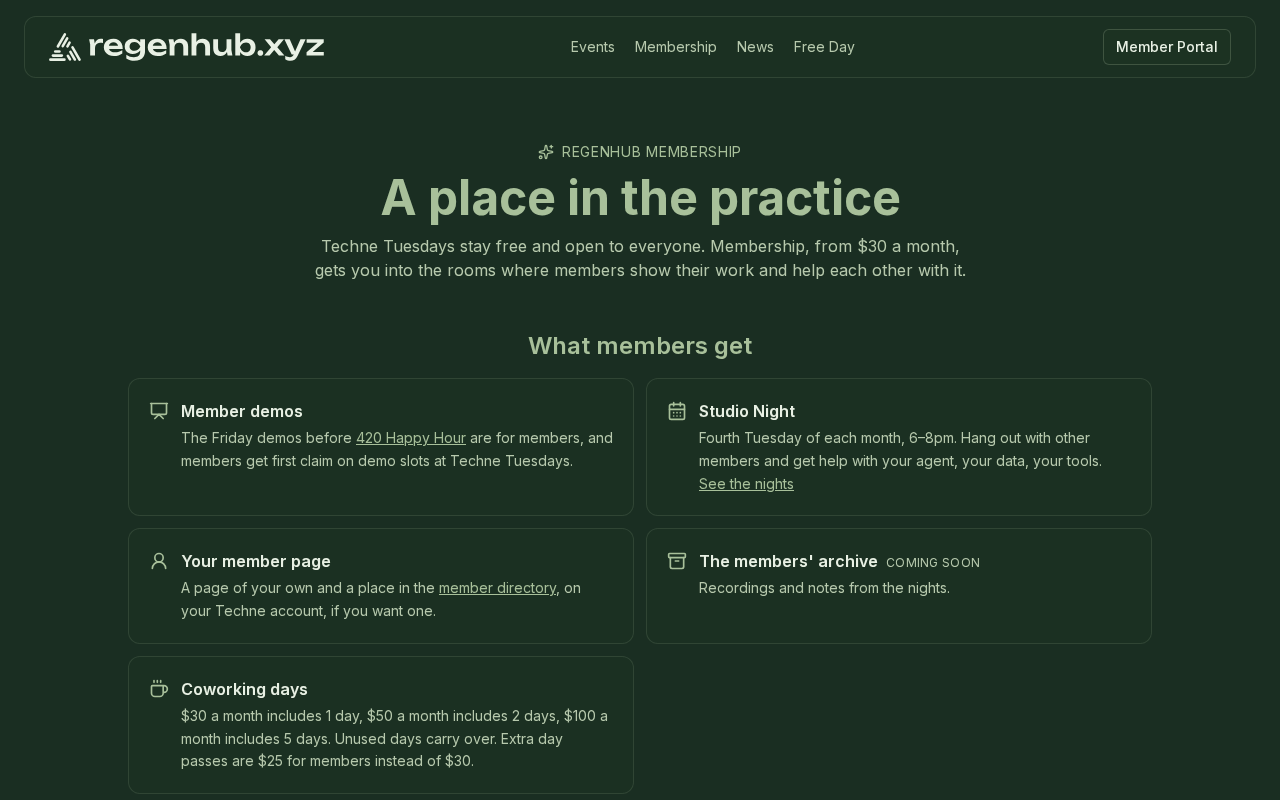 regenhub.xyz
Events
Membership
News
Free Day
Member Portal
REGENHUB MEMBERSHIP
A place in the practice
Techne Tuesdays stay free and open to everyone. Membership, from $30 a month,
gets you into the rooms where members show their work and help each other with it.
What members get
Member demos
The Friday demos before 420 Happy Hour are for members, and
members get first claim on demo slots at Techne Tuesdays.
Studio Night
Fourth Tuesday of each month, 6–8pm. Hang out with other
members and get help with your agent, your data, your tools.
See the nights
Your member page
A page of your own and a place in the member directory, on
your Techne account, if you want one.
The members' archive COMING SOON
Recordings and notes from the nights.
Coworking days
$30 a month includes 1 day, $50 a month includes 2 days, $100 a
month includes 5 days. Unused days carry over. Extra day
passes are $25 for members instead of $30.